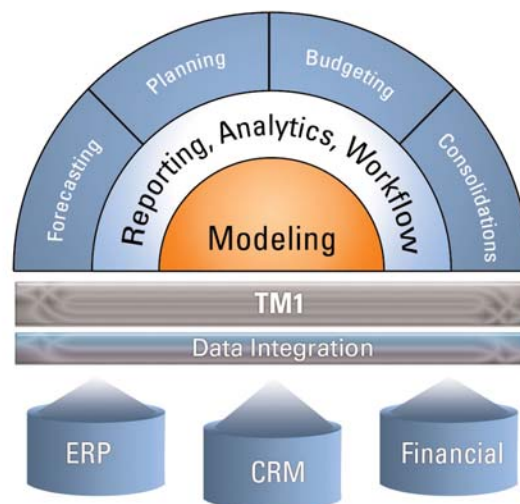 Forecasting
Planning
Budgeting
Consolidations
Reporting, Analytics, Workflow
Modeling
TM1
Data Integration
ERP
CRM
Financial